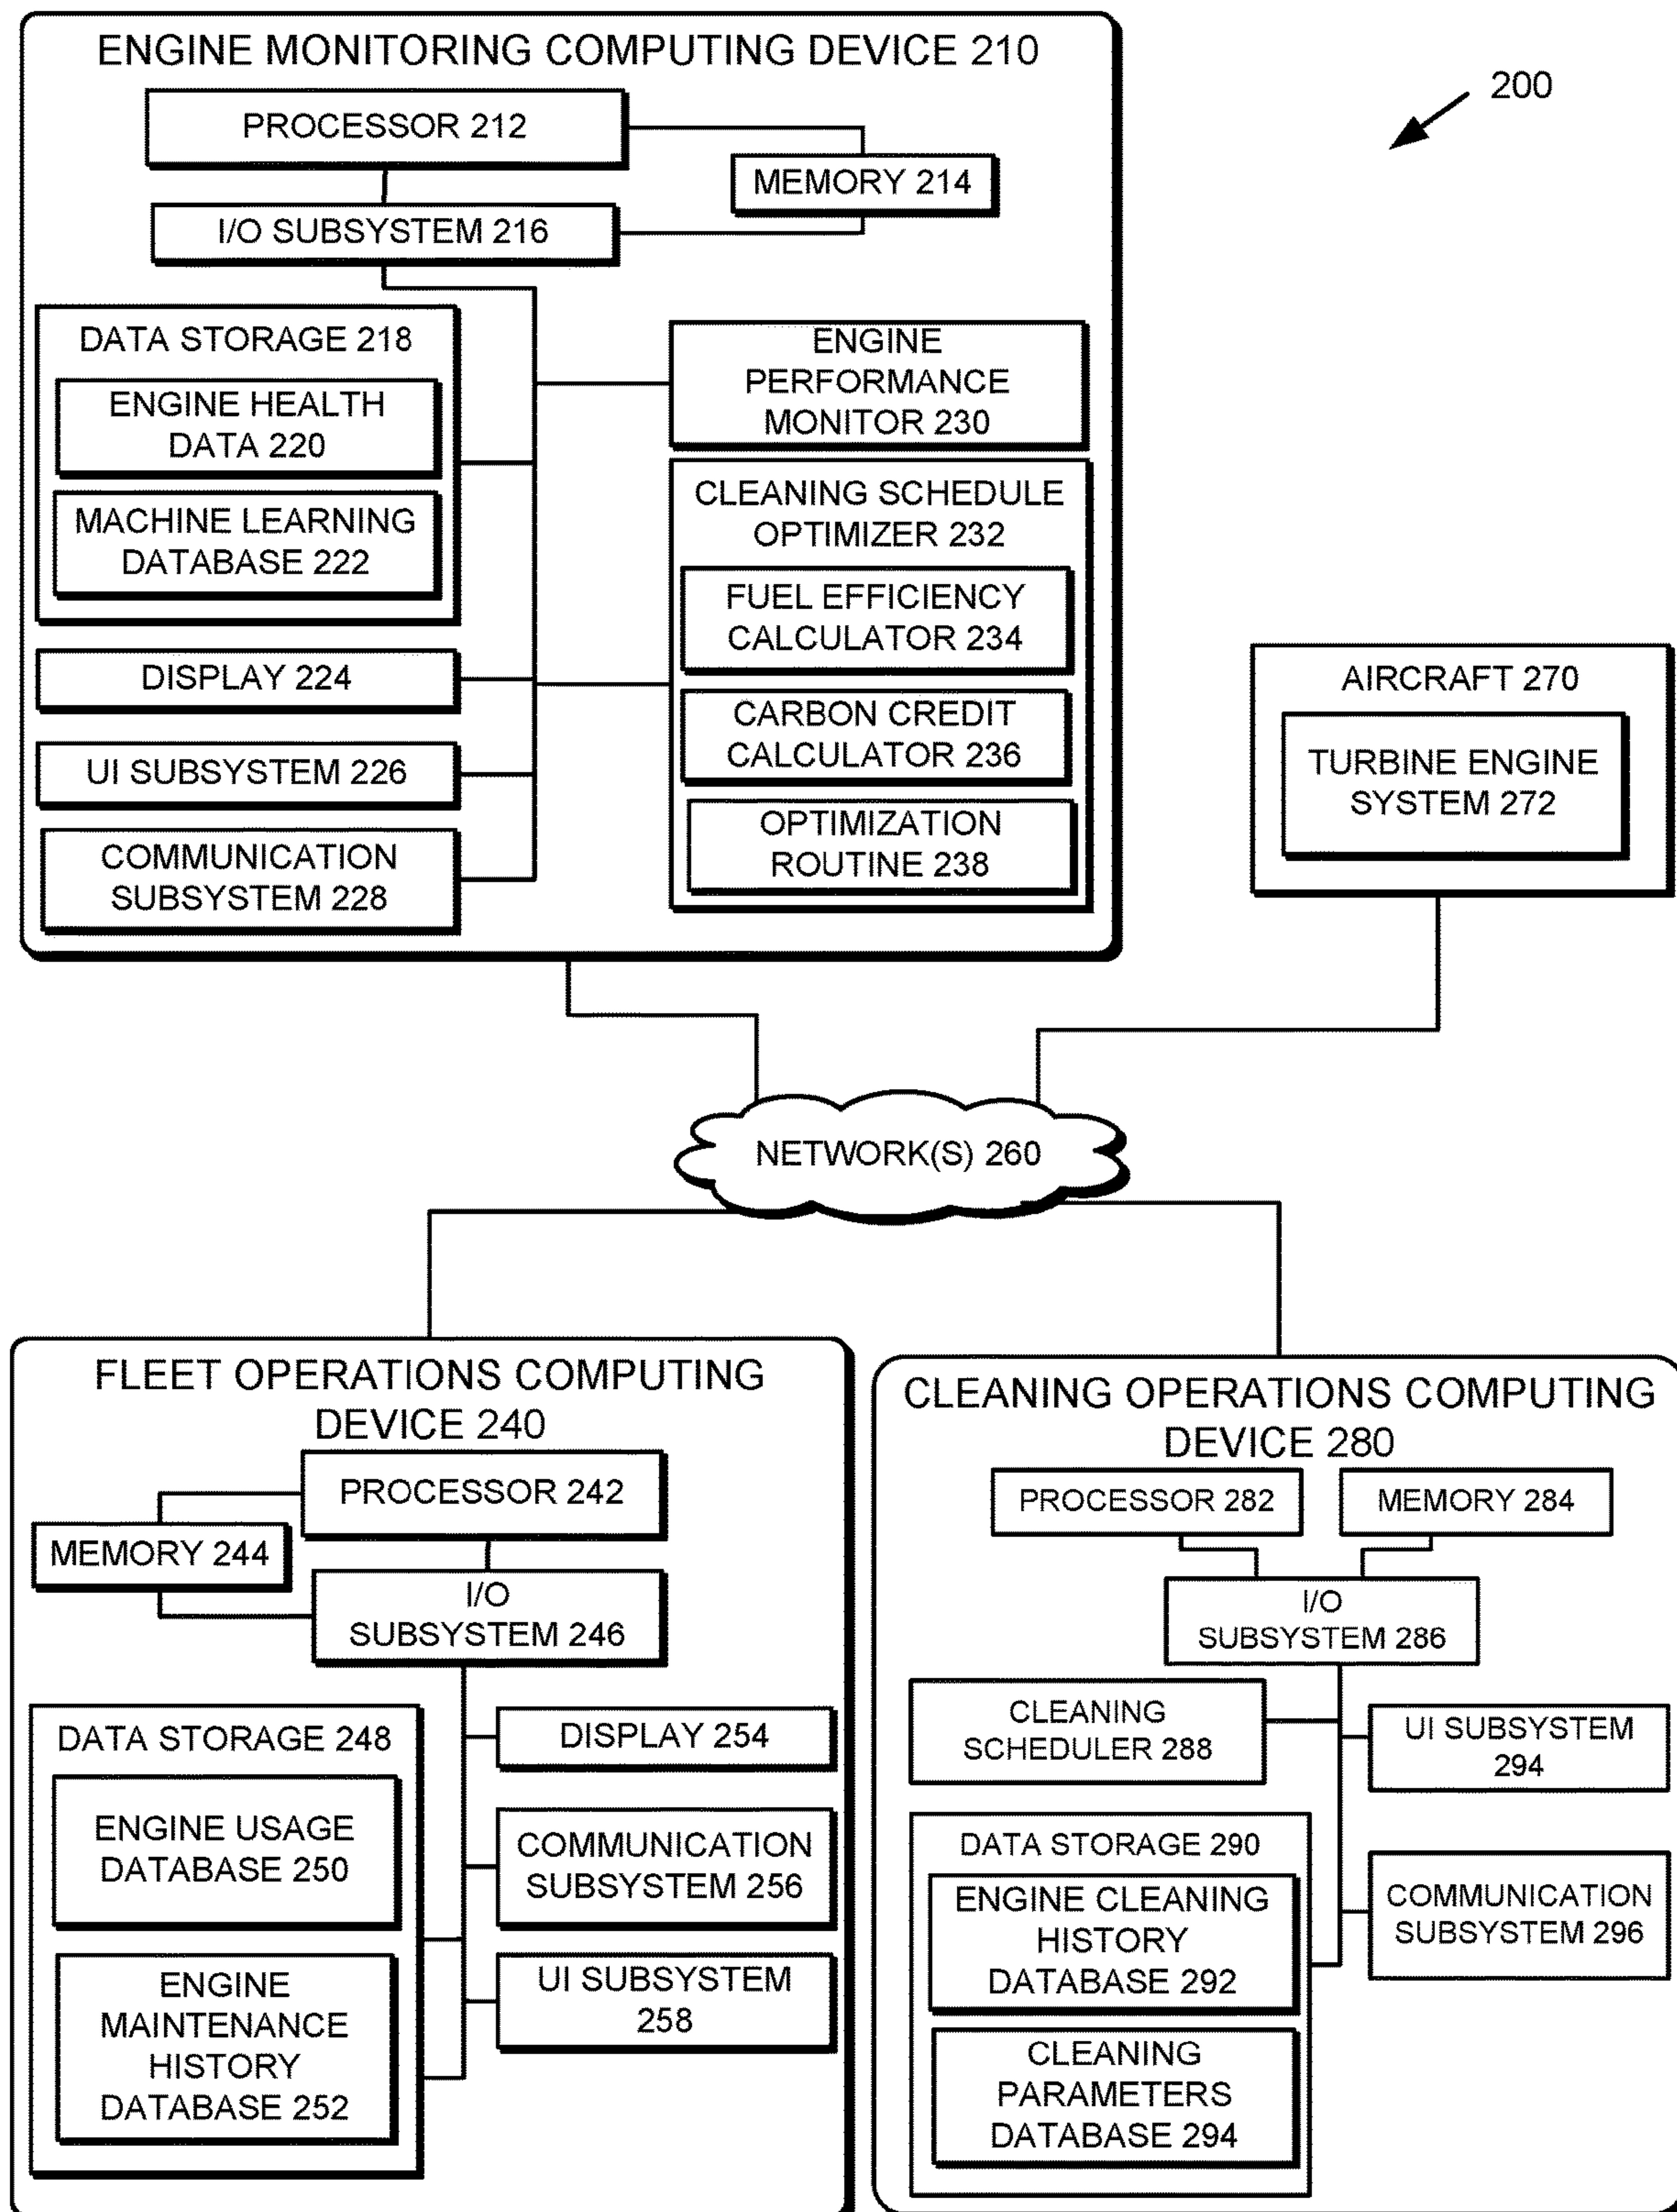 ENGINE MONITORING COMPUTING DEVICE 210
200
PROCESSOR 212
MEMORY 214
I/O SUBSYSTEM 216
DATA STORAGE 218
ENGINE HEALTH
DATA 220
MACHINE LEARNING
DATABASE 222
DISPLAY 224
UI SUBSYSTEM 226
COMMUNICATION
SUBSYSTEM 228
ENGINE
PERFORMANCE
MONITOR 230
CLEANING SCHEDULE
OPTIMIZER 232
FUEL EFFICIENCY
CALCULATOR 234
CARBON CREDIT
CALCULATOR 236
OPTIMIZATION
ROUTINE 238
AIRCRAFT 270
TURBINE ENGINE
SYSTEM 272
NETWORK(S) 260
FLEET OPERATIONS COMPUTING
DEVICE 240
PROCESSOR 242
MEMORY 244
I/O
SUBSYSTEM 246
DATA STORAGE 248
ENGINE USAGE
DATABASE 250
ENGINE
MAINTENANCE
HISTORY
DATABASE 252
DISPLAY 254
COMMUNICATION
SUBSYSTEM 256
UI SUBSYSTEM
258
CLEANING OPERATIONS COMPUTING
DEVICE 280
PROCESSOR 282
MEMORY 284
I/O
SUBSYSTEM 286
CLEANING
SCHEDULER 288
UI SUBSYSTEM
294
DATA STORAGE 290
ENGINE CLEANING
HISTORY
DATABASE 292
CLEANING
PARAMETERS
DATABASE 294
COMMUNICATION
SUBSYSTEM 296